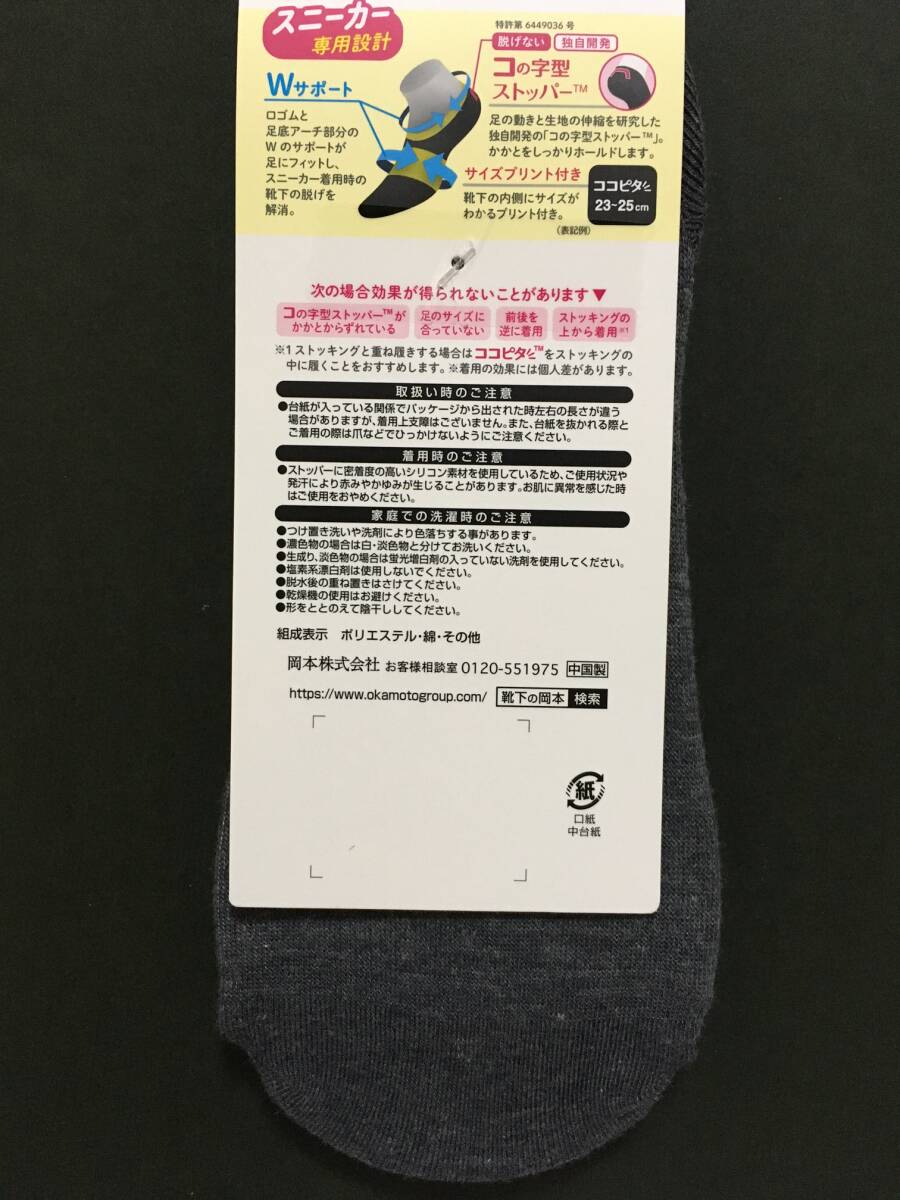 スニーカー
専用設計
特許第6449036号
脱げない 独自開発
コの字型
ストッパー™
足の動きと生地の伸縮を研究した
独自開発の「コの字型ストッパー™」。
かかとをしっかりホールドします。
Wサポート
口ゴムと
足底アーチ部分の
Wのサポートが
足にフィットし、
スニーカー着用時の
靴下の脱げを
解消。
サイズプリント付き
靴下の内側にサイズが
わかるプリント付き。
ココピタッ
23~25cm
(表記例)
次の場合効果が得られないことがあります▼
コの字型ストッパー™が
かかとからずれている
足のサイズに
合っていない
前後を
逆に着用
ストッキングの
上から着用※1
※1 ストッキングと重ね履きする場合はココピタッ™をストッキングの
中に履くことをおすすめします。※着用の効果には個人差があります。
取扱い時のご注意
●台紙が入っている関係でパッケージから出された時左右の長さが違う
場合がありますが、着用上支障はございません。また、台紙を抜かれる際と
ご着用の際は爪などでひっかけないようにご注意ください。
着用時のご注意
●ストッパーに密着度の高いシリコン素材を使用しているため、ご使用状況や
発汗により赤みやかゆみが生じることがあります。お肌に異常を感じた時
はご使用をおやめください。
家庭での洗濯時のご注意
●つけ置き洗いや洗剤により色落ちする事があります。
●濃色物の場合は白・淡色物と分けてお洗いください。
●生成り、淡色物の場合は蛍光増白剤の入っていない洗剤を使用してください。
●塩素系漂白剤は使用しないでください。
●脱水後の重ね置きはさけてください。
●乾燥機の使用はお避けください。
●形をととのえて陰干ししてください。
組成表示 ポリエステル・綿・その他
岡本株式会社 お客様相談室 0120-551975 中国製
https://www.okamotogroup.com/ 靴下の岡本 検索
紙
口紙
中台紙